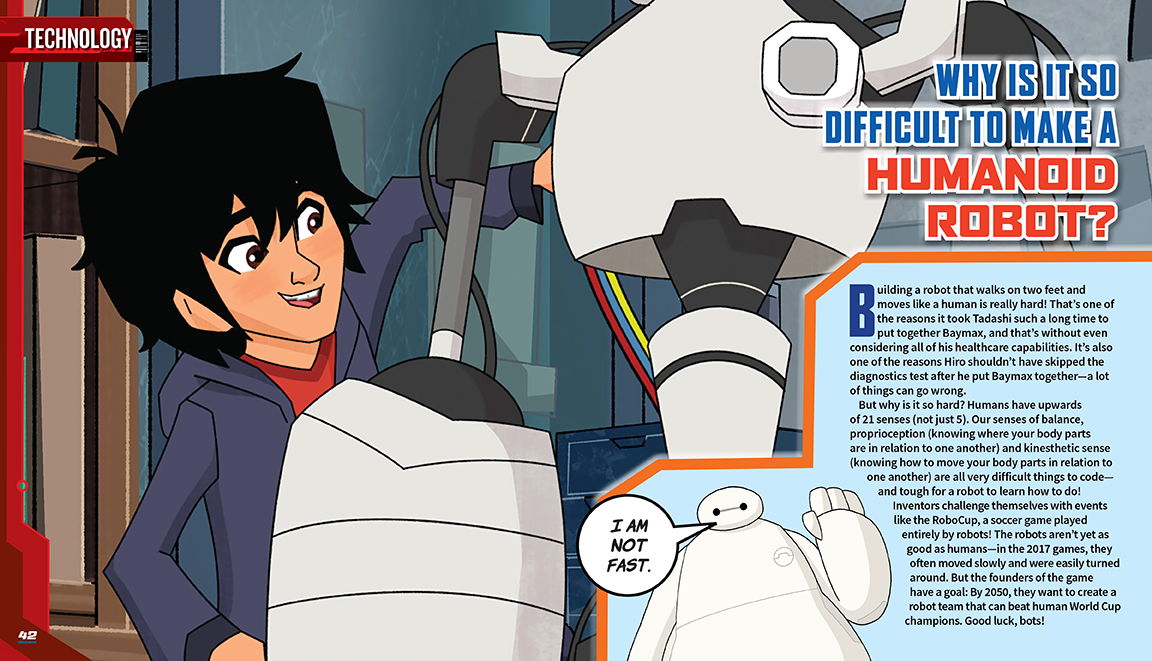 TECHNOLOGY
WHY IS IT SO
DIFFICULT TO MAKE A
HUMANOID
ROBOT?
Building a robot that walks on two feet and
moves like a human is really hard! That’s one of
the reasons it took Tadashi such a long time to
put together Baymax, and that’s without even
considering all of his healthcare capabilities. It’s also
one of the reasons Hiro shouldn’t have skipped the
diagnostics test after he put Baymax together—a lot
of things can go wrong.
But why is it so hard? Humans have upwards
of 21 senses (not just 5). Our senses of balance,
proprioception (knowing where your body parts
are in relation to one another) and kinesthetic sense
(knowing how to move your body parts in relation to
one another) are all very difficult things to code—
and tough for a robot to learn how to do!
Inventors challenge themselves with events
like the RoboCup, a soccer game played
entirely by robots! The robots aren’t yet as
good as humans—in the 2017 games, they
often moved slowly and were easily turned
around. But the founders of the game
have a goal: By 2050, they want to create a
robot team that can beat human World Cup
champions. Good luck, bots!
I AM
NOT
FAST.
42